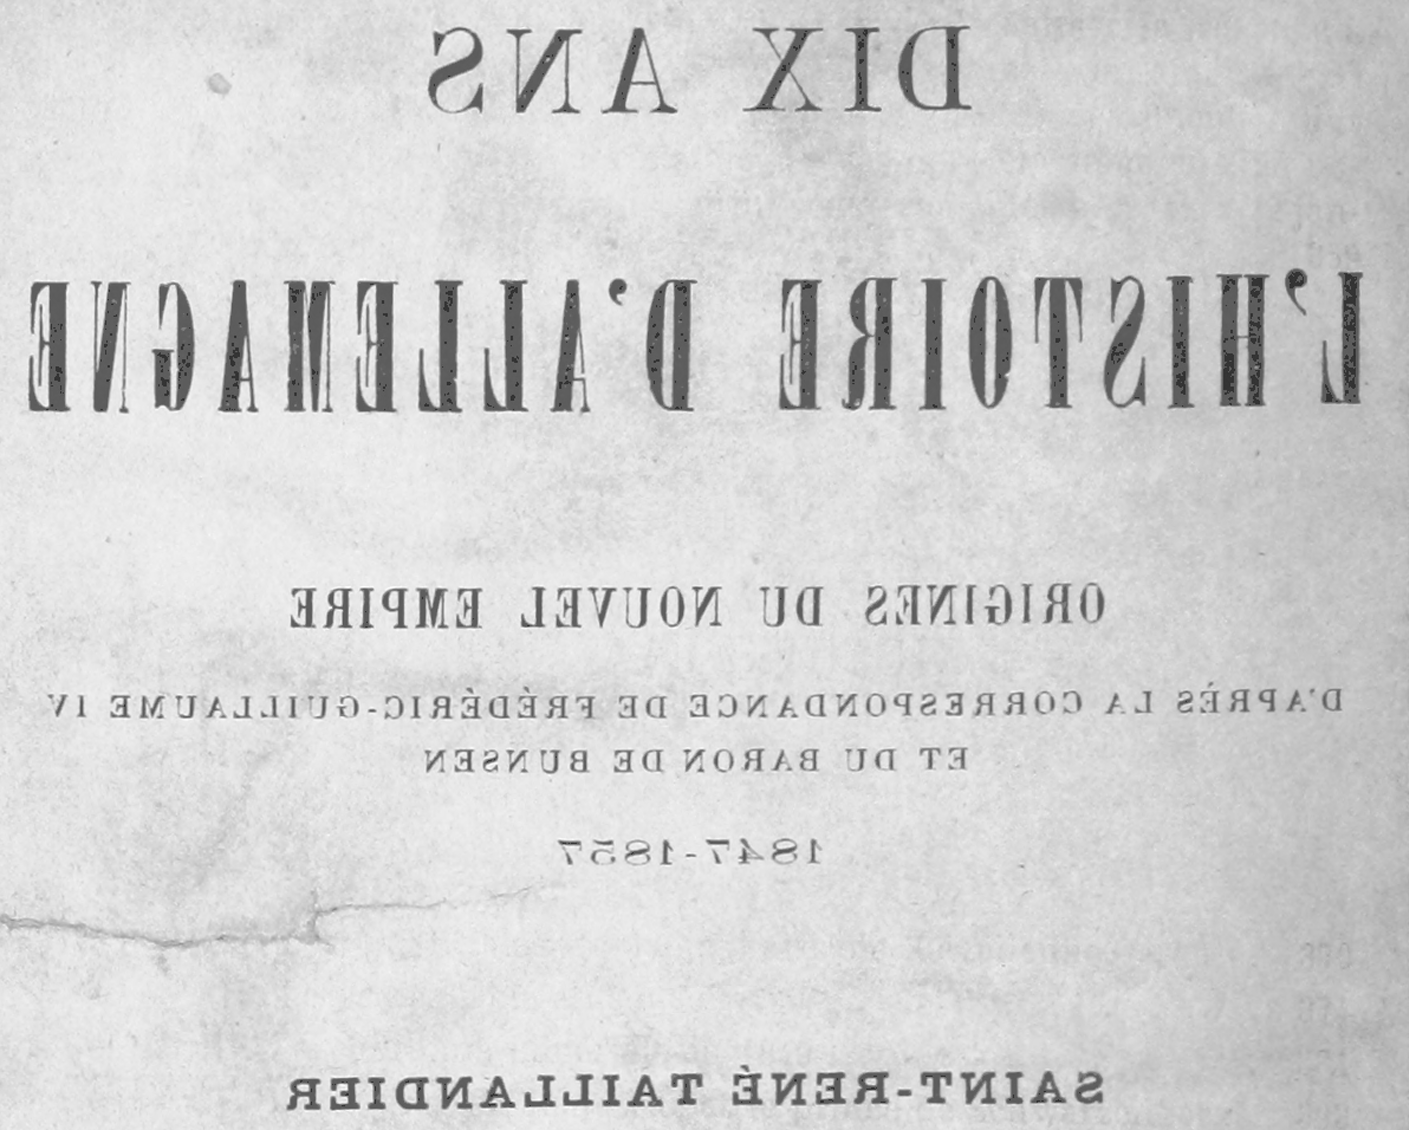 DIX ANS
L'HISTOIRE D'ALLEMAGNE
ORIGINES DU NOUVEL EMPIRE
D'APRÈS LA CORRESPONDANCE DE FRÉDÉRIC-GUILLAUME IV
ET DU BARON DE BUNSEN
1847-1857
SAINT-RENÉ TAILLANDIER